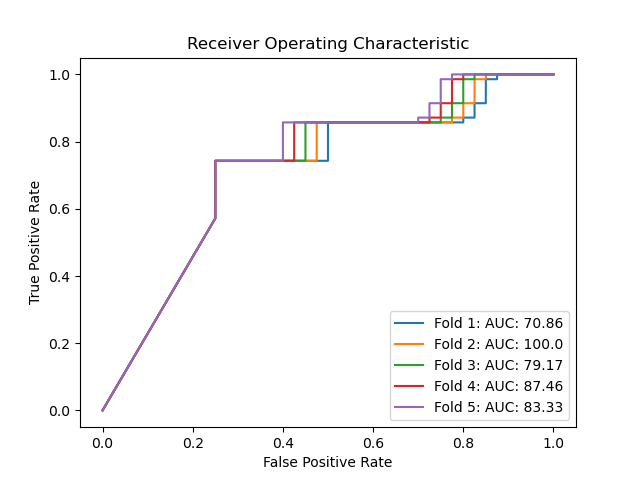 Receiver Operating Characteristic
1.0
0.8
0.6
0.4
0.2
0.0
True Positive Rate
Fold 1: AUC: 70.86
Fold 2: AUC: 100.0
Fold 3: AUC: 79.17
Fold 4: AUC: 87.46
Fold 5: AUC: 83.33
0.0 0.2 0.4 0.6 0.8 1.0
False Positive Rate